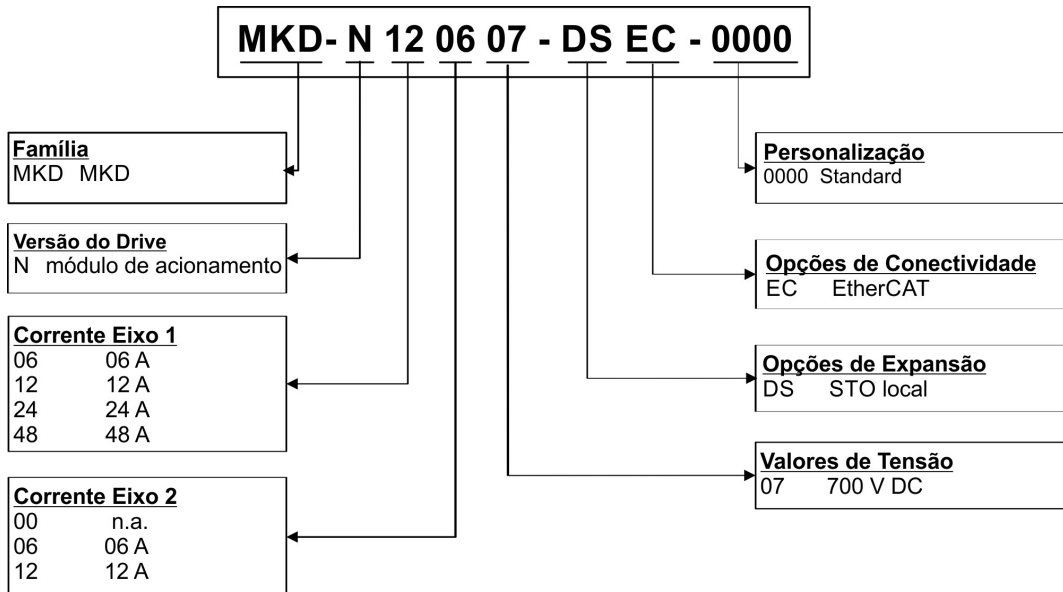 MKD- N 12 06 07 - DS EC - 0000
Família
MKD MKD
Versão do Drive
N módulo de acionamento
Corrente Eixo 1
06 06 A
12 12 A
24 24 A
48 48 A
Corrente Eixo 2
00 n.a.
06 06 A
12 12 A
Personalização
0000 Standard
Opções de Conectividade
EC EtherCAT
Opções de Expansão
DS STO local
Valores de Tensão
07 700 V DC